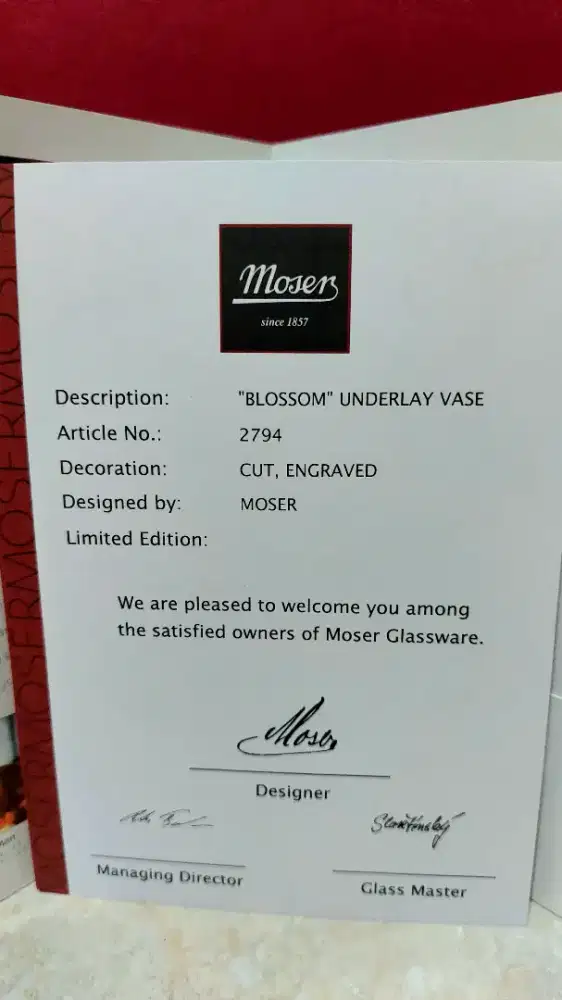 Moser
since 1857
Description: "BLOSSOM" UNDERLAY VASE
Article No.: 2794
Decoration: CUT, ENGRAVED
Designed by: MOSER
Limited Edition:
We are pleased to welcome you among
the satisfied owners of Moser Glassware.
Moser
Designer
Managing Director
Glass Master
MOSERMOSERMOSERMOSER